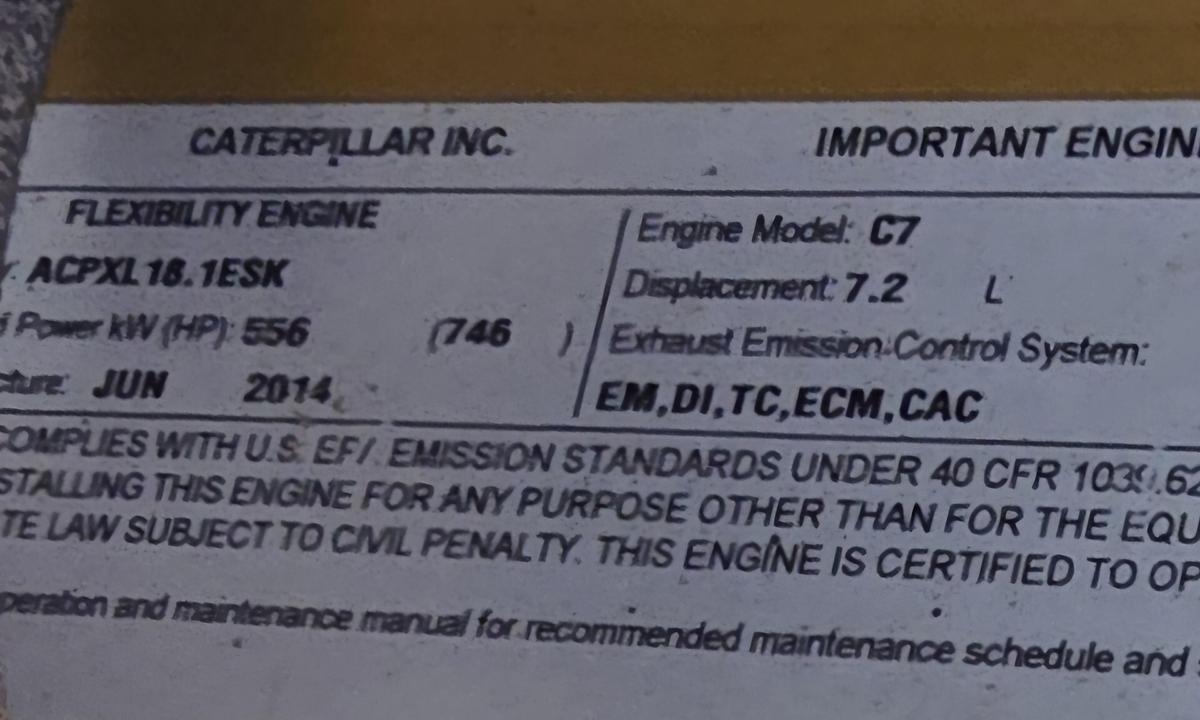 CATERPILLAR INC. IMPORTANT ENGIN
FLEXIBILITY ENGINE
ACPXL18.1ESK
Power kW (HP): 556 (746 )
cture: JUN 2014
Engine Model: C7
Displacement: 7.2 L
Exhaust Emission Control System:
EM,DI,TC,ECM,CAC
COMPLIES WITH U.S. EMISSION STANDARDS UNDER 40 CFR
STALLING THIS ENGINE FOR ANY PURPOSE OTHER THAN FOR THE EQU
TE LAW SUBJECT TO CIVIL PENALTY. THIS ENGINE IS CERTIFIED TO OP
peration and maintenance manual for recommended maintenance schedule and